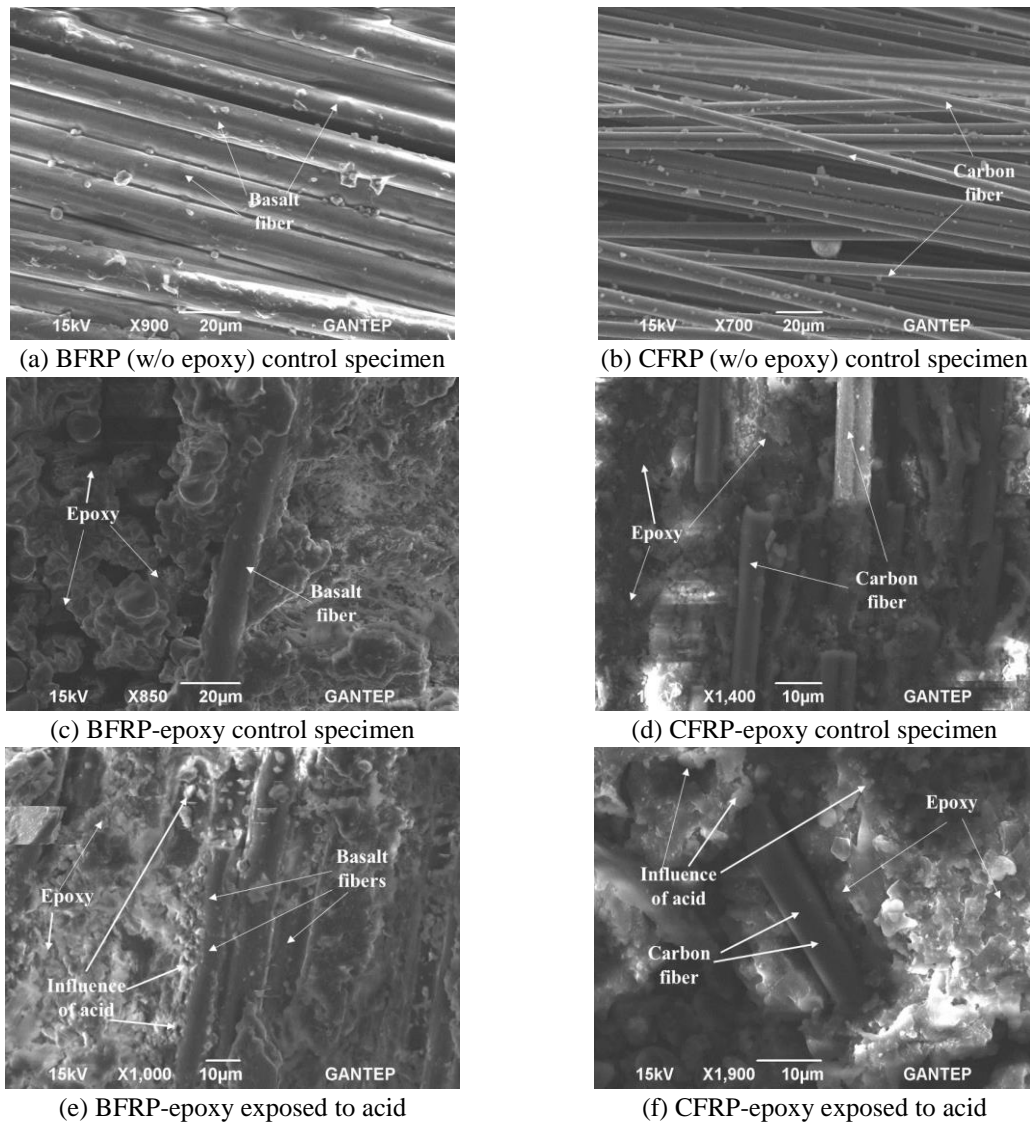 Basalt
fiber
15kV X900 20µm GANTEP
(a) BFRP (w/o epoxy) control specimen
Carbon
fiber
15kV X700 20µm GANTEP
(b) CFRP (w/o epoxy) control specimen
Epoxy
Basalt
fiber
15kV X850 20µm GANTEP
(c) BFRP-epoxy control specimen
Epoxy
Carbon
fiber
X1,400 10µm GANTEP
(d) CFRP-epoxy control specimen
Basalt
fibers
Epoxy
Influence
of acid
15kV X1,000 10µm GANTEP
(e) BFRP-epoxy exposed to acid
Epoxy
Influence
of acid
Carbon
fiber
15kV X1,900 10µm GANTEP
(f) CFRP-epoxy exposed to acid